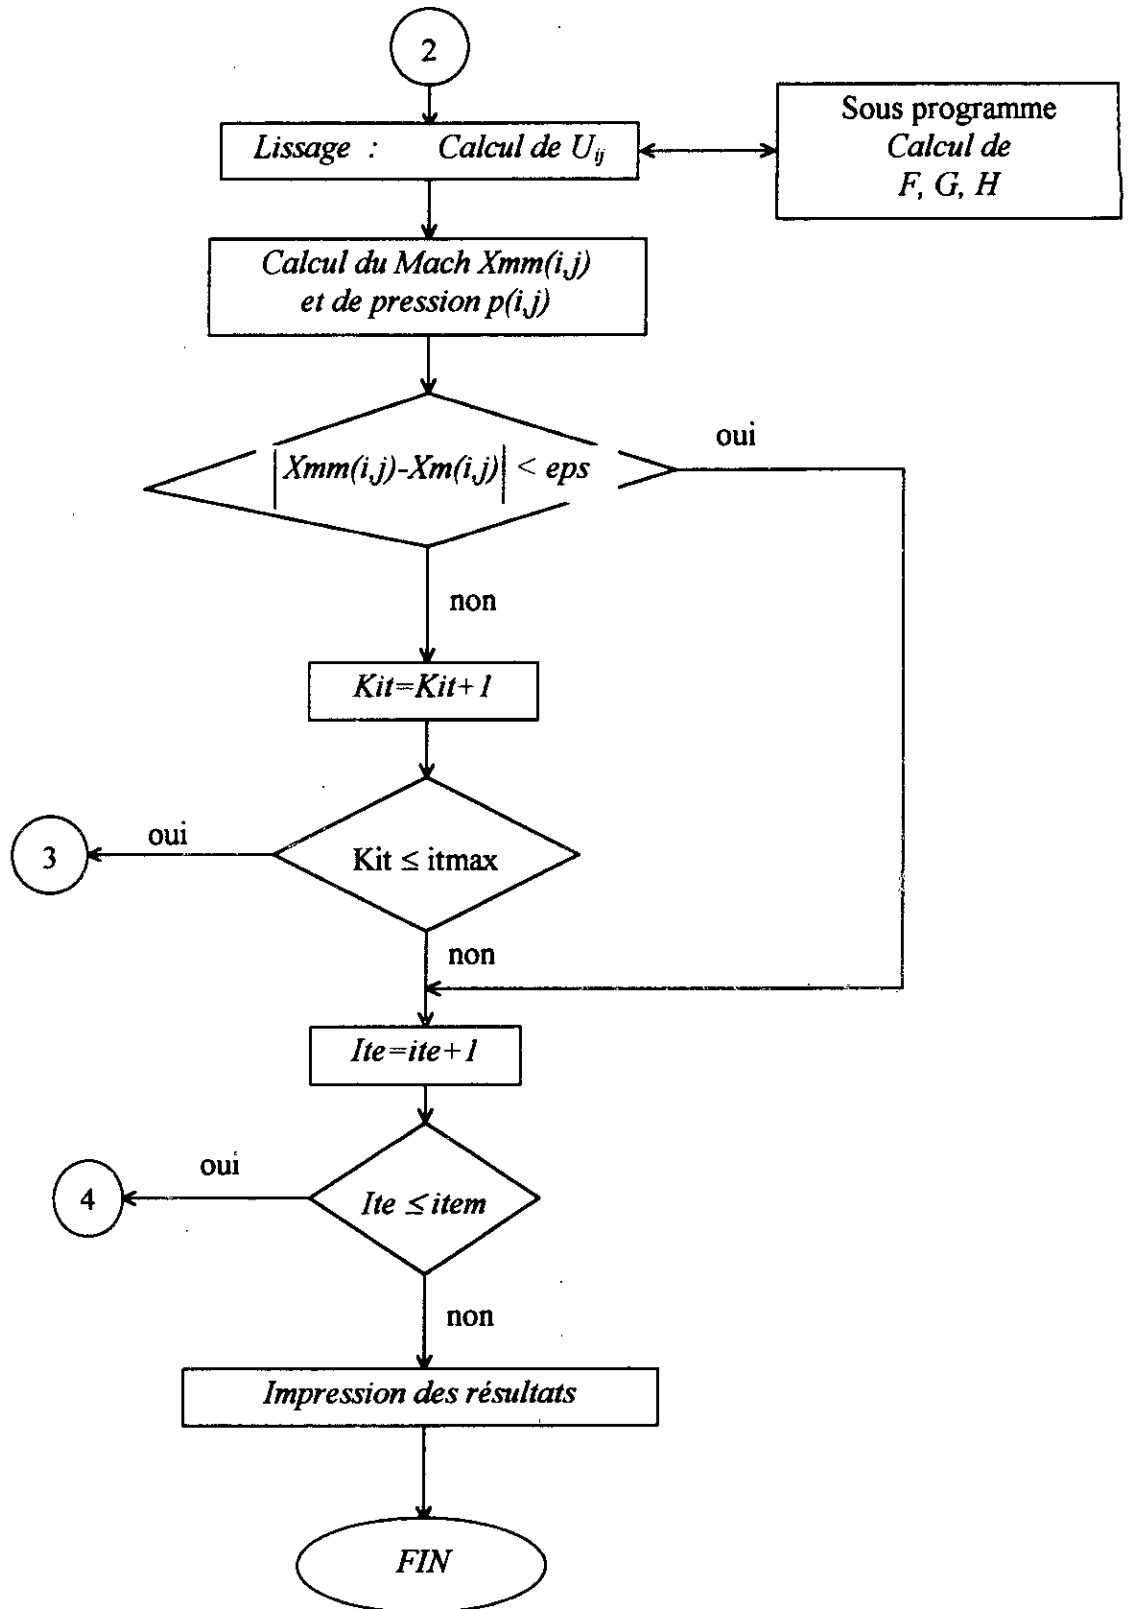 2
Lissage : Calcul de U_{ij}
Sous programme
Calcul de
F, G, H
Calcul du Mach Xmm(i,j)
et de pression p(i,j)
oui
|Xmm(i,j)-Xm(i,j)| < eps
non
Kit=Kit+1
3
oui
Kit ≤ itmax
non
Ite=ite+1
4
oui
Ite ≤ item
non
Impression des résultats
FIN